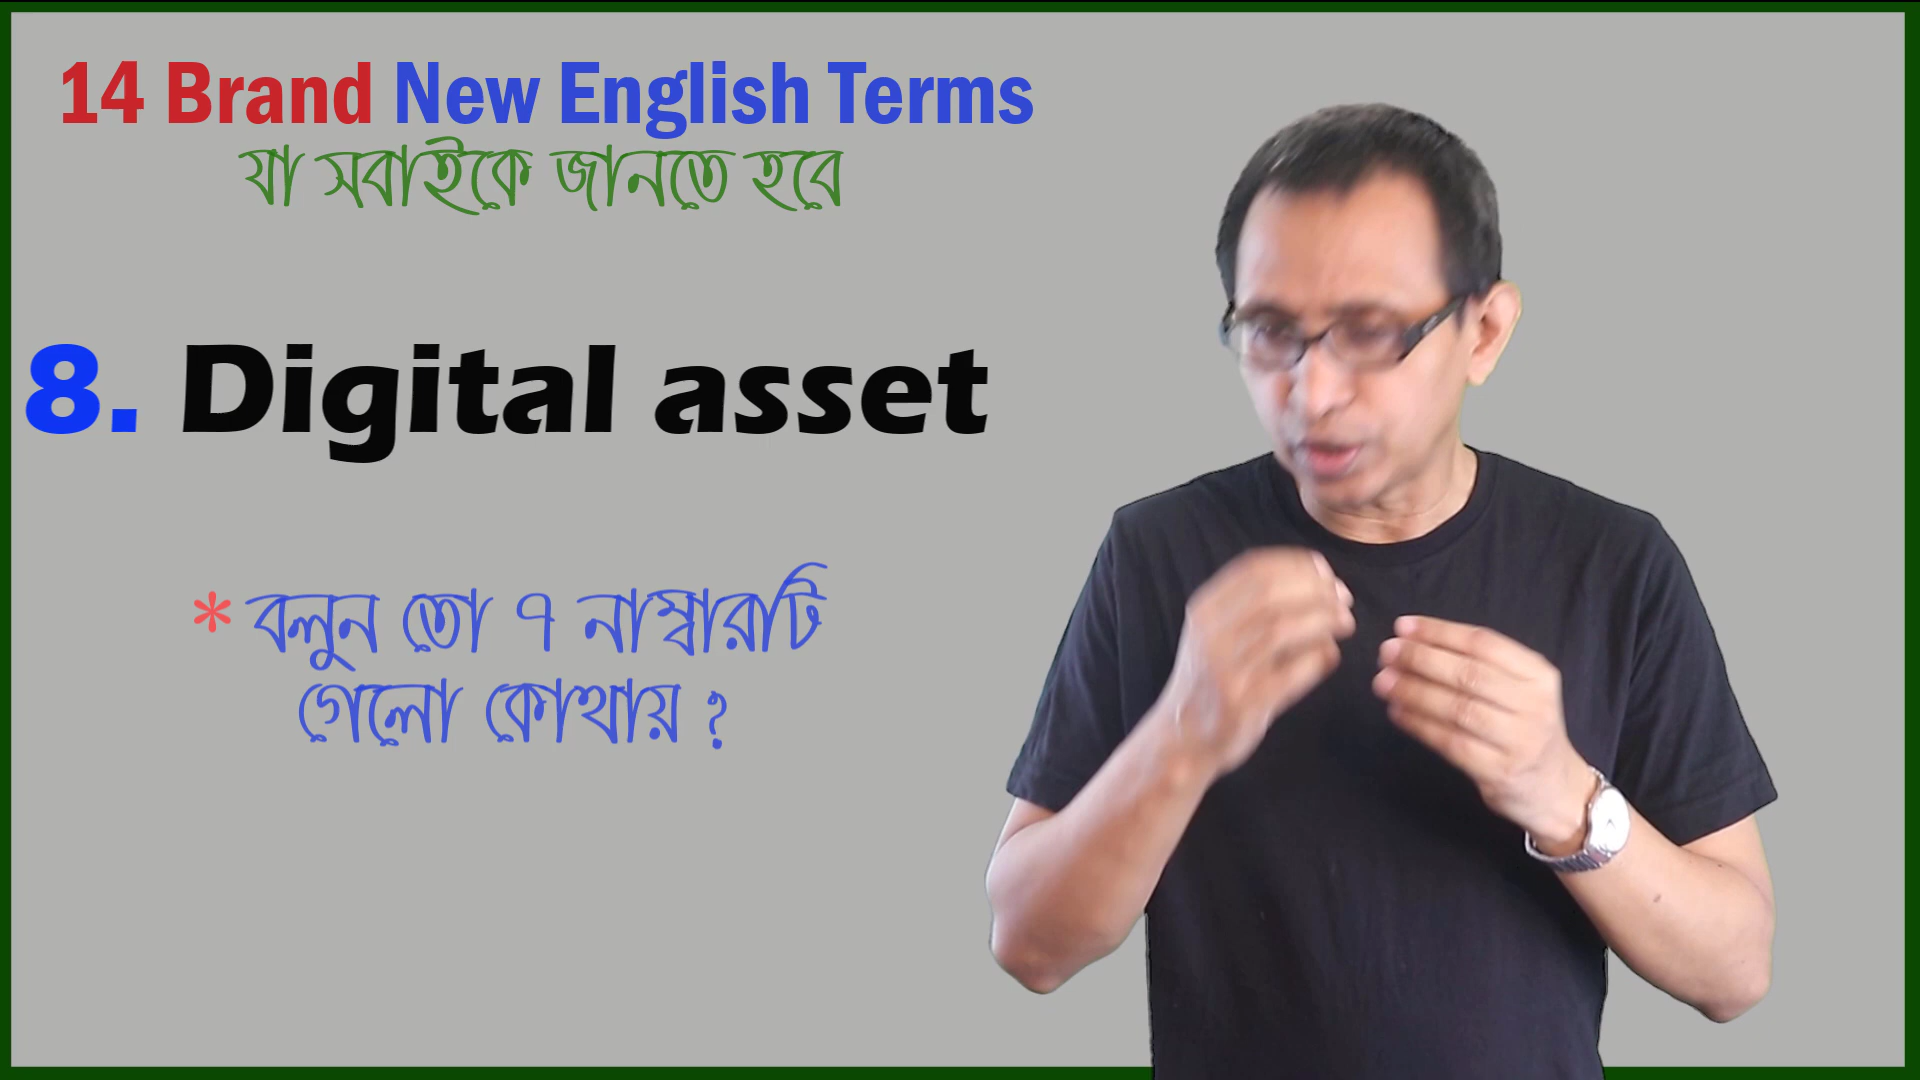 14 Brand New English Terms
যা সবাইকে জানতে হবে
8. Digital asset
* বলুন তো ৭ নাম্বারটি
গেলো কোথায় ?